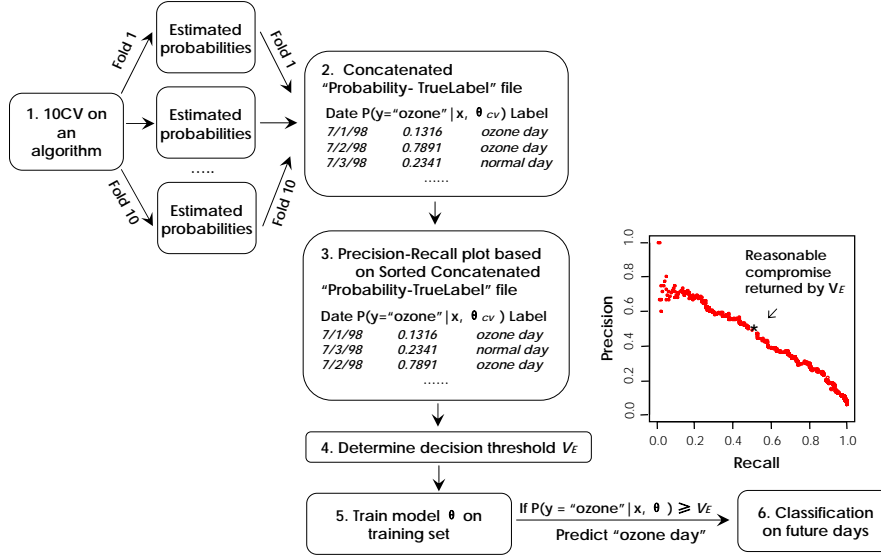 1. 10CV on
an
algorithm
Fold 1
Fold 10
Estimated
probabilities
Estimated
probabilities
.....
Estimated
probabilities
Fold 1
Fold 10
2. Concatenated
“Probability- TrueLabel” file
Date P(y=“ozone”|x, θ CV) Label
7/1/98 0.1316 ozone day
7/2/98 0.7891 ozone day
7/3/98 0.2341 normal day
......
3. Precision-Recall plot based
on Sorted Concatenated
“Probability-TrueLabel” file
Date P(y=“ozone”|x, θ CV) Label
7/1/98 0.1316 ozone day
7/3/98 0.2341 normal day
7/2/98 0.7891 ozone day
......
4. Determine decision threshold VE
5. Train model θ on
training set
If P(y = “ozone”|x, θ ) ⩾ VE
Predict “ozone day”
6. Classification
on future days
Precision
1.0
0.8
0.6
0.4
0.2
0.0
Reasonable
compromise
returned by VE
*
0.0 0.2 0.4 0.6 0.8 1.0
Recall